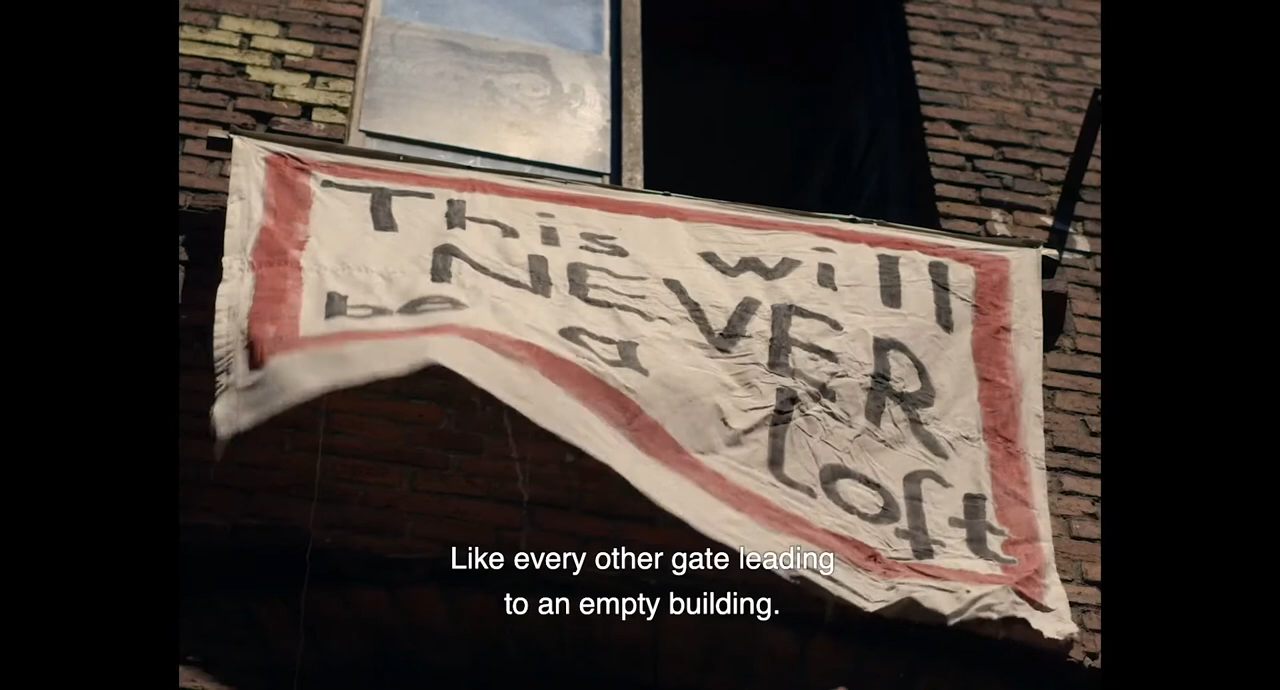 This will
NEVER
be a
loft
Like every other gate leading
to an empty building.